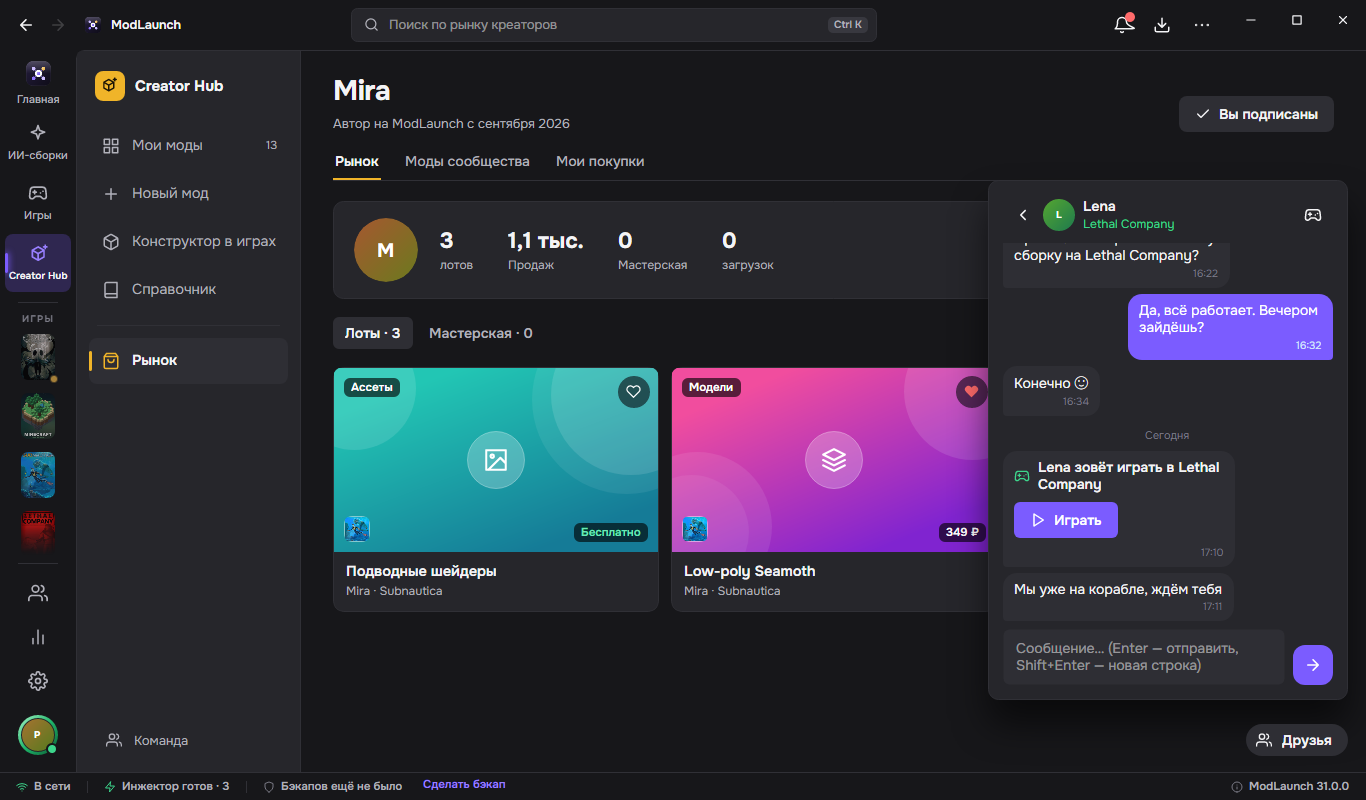 ModLaunch
Поиск по рынку креаторов
Ctrl K
Главная
ИИ-сборки
Игры
Creator Hub
ИГРЫ
MINECRAFT
LETHAL
COMPANY
P
Creator Hub
Мои моды
13
Новый мод
Конструктор в играх
Справочник
Рынок
Команда
Mira
Автор на ModLaunch с сентября 2026
Вы подписаны
Рынок
Моды сообщества
Мои покупки
M
3
лотов
1,1 тыс.
Продаж
0
Мастерская
0
загрузок
Лоты · 3
Мастерская · 0
Ассеты
Бесплатно
Подводные шейдеры
Mira · Subnautica
Модели
349 ₽
Low-poly Seamoth
Mira · Subnautica
L
Lena
Lethal Company
сборку на Lethal Company?
16:22
Да, всё работает. Вечером
зайдёшь?
16:32
Конечно
16:34
Сегодня
Lena зовёт играть в Lethal
Company
Играть
17:10
Мы уже на корабле, ждём тебя
17:11
Сообщение... (Enter — отправить,
Shift+Enter — новая строка)
Друзья
В сети
Инжектор готов · 3
Бэкапов ещё не было
Сделать бэкап
ModLaunch 31.0.0